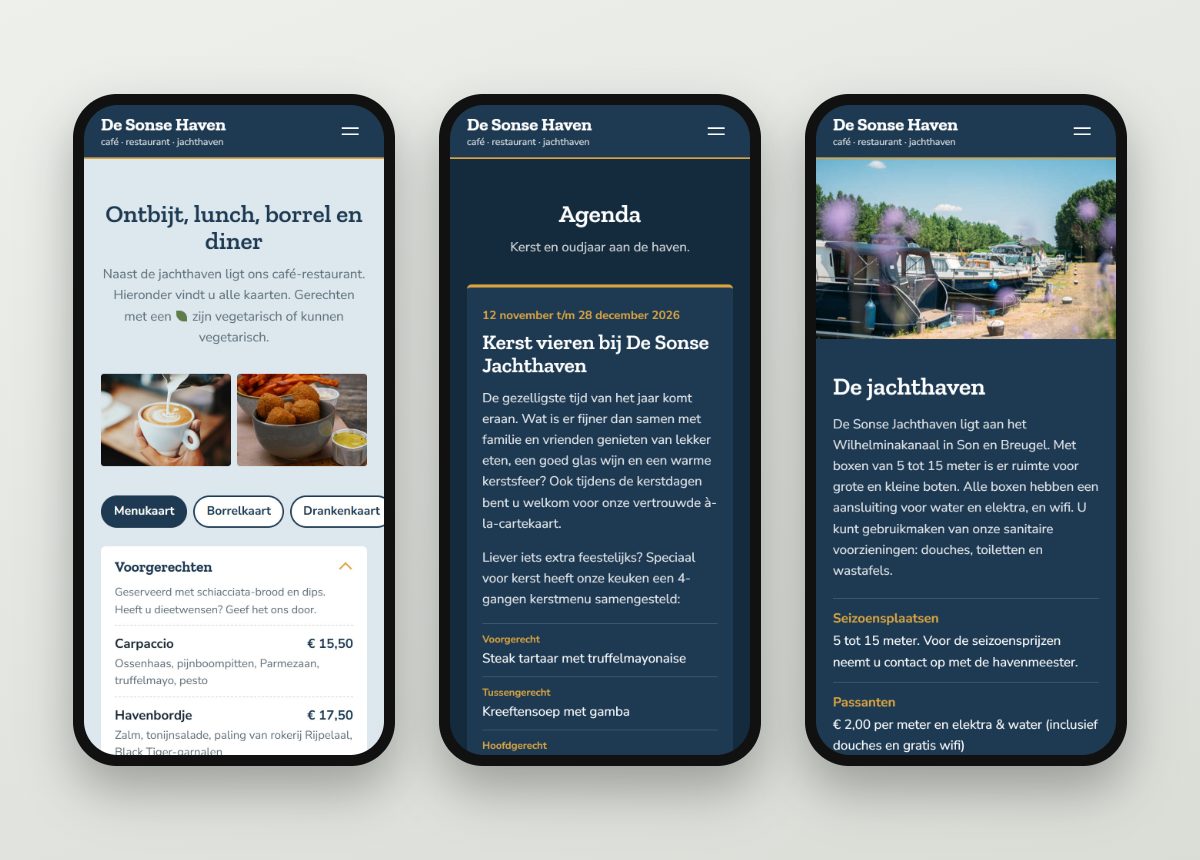 De Sonse Haven
café · restaurant · jachthaven
Ontbijt, lunch, borrel en
diner
Naast de jachthaven ligt ons café-restaurant.
Hieronder vindt u alle kaarten. Gerechten
met een zijn vegetarisch of kunnen
vegetarisch.
Menukaart
Borrelkaart
Drankenkaart
Voorgerechten
Geserveerd met schiacciata-brood en dips.
Heeft u dieetwensen? Geef het ons door.
Carpaccio € 15,50
Ossenhaas, pijnboompitten, Parmezaan,
truffelmayo, pesto
Havenbordje € 17,50
Zalm, tonijnsalade, paling van rokerij Rijpelaal,
Black Tiger-garnalen
De Sonse Haven
café · restaurant · jachthaven
Agenda
Kerst en oudjaar aan de haven.
12 november t/m 28 december 2026
Kerst vieren bij De Sonse
Jachthaven
De gezelligste tijd van het jaar komt
eraan. Wat is er fijner dan samen met
familie en vrienden genieten van lekker
eten, een goed glas wijn en een warme
kerstsfeer? Ook tijdens de kerstdagen
bent u welkom voor onze vertrouwde à-
la-cartekaart.
Liever iets extra feestelijks? Speciaal
voor kerst heeft onze keuken een 4-
gangen kerstmenu samengesteld:
Voorgerecht
Steak tartaar met truffelmayonaise
Tussengerecht
Kreeftensoep met gamba
Hoofdgerecht
De Sonse Haven
café · restaurant · jachthaven
De jachthaven
De Sonse Jachthaven ligt aan het
Wilhelminakanaal in Son en Breugel. Met
boxen van 5 tot 15 meter is er ruimte voor
grote en kleine boten. Alle boxen hebben een
aansluiting voor water en elektra, en wifi. U
kunt gebruikmaken van onze sanitaire
voorzieningen: douches, toiletten en
wastafels.
Seizoensplaatsen
5 tot 15 meter. Voor de seizoensprijzen
neemt u contact op met de havenmeester.
Passanten
€ 2,00 per meter en elektra & water (inclusief
douches en gratis wifi)